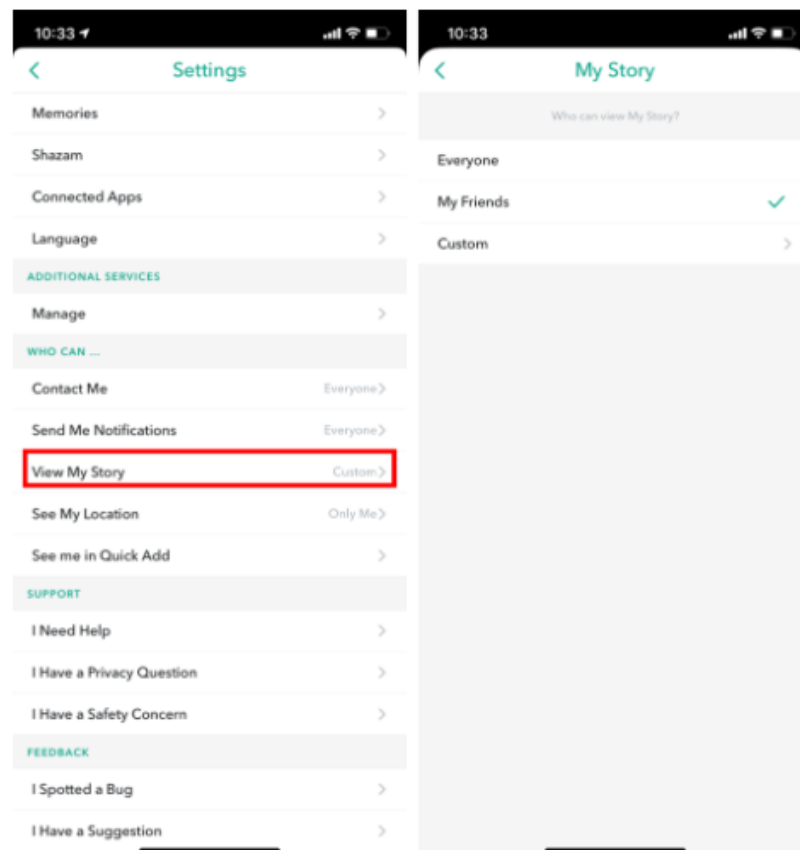 10:33
Settings
Memories
Shazam
Connected Apps
Language
ADDITIONAL SERVICES
Manage
WHO CAN ...
Contact Me Everyone
Send Me Notifications Everyone
View My Story Custom
See My Location Only Me
See me in Quick Add
SUPPORT
I Need Help
I Have a Privacy Question
I Have a Safety Concern
FEEDBACK
I Spotted a Bug
I Have a Suggestion
10:33
My Story
Who can view My Story?
Everyone
My Friends
Custom